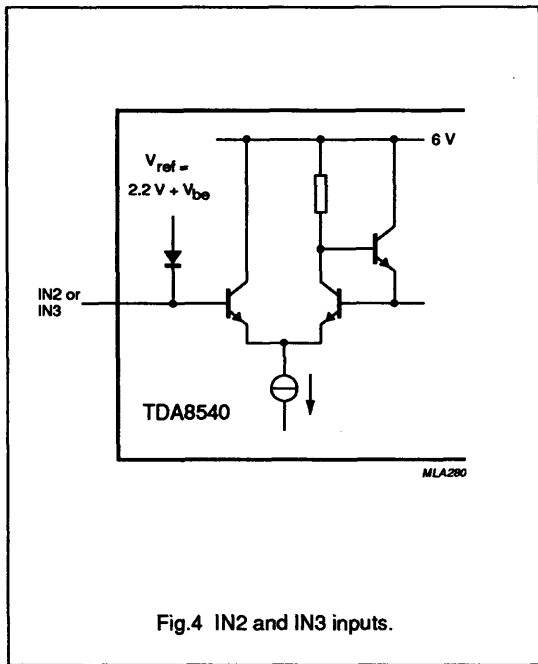 6 V
V_ref =
2.2 V + V_be
IN2 or
IN3
TDA8540
MLA280
Fig.4 IN2 and IN3 inputs.